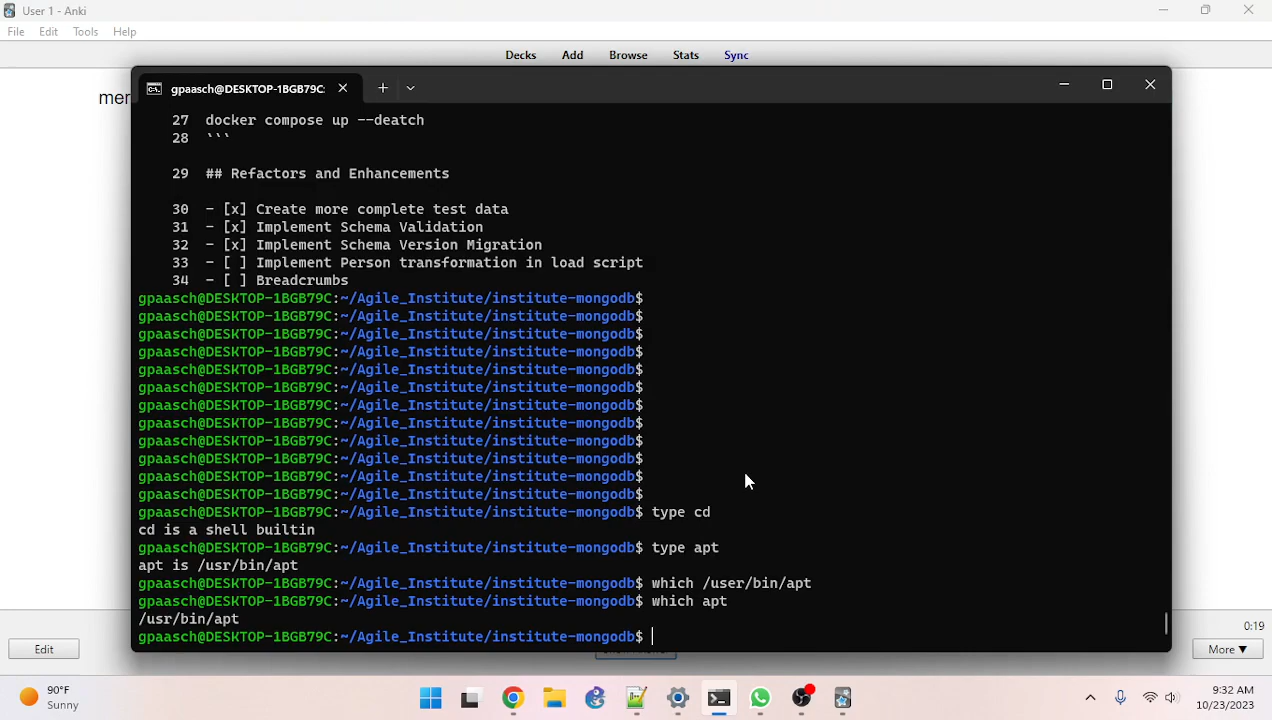 User 1 - Anki
File Edit Tools Help
Decks Add Browse Stats Sync
mer
gpaasch@DESKTOP-1BGB79C:
27 docker compose up --deatch
28 ```
29 ## Refactors and Enhancements
30 - [x] Create more complete test data
31 - [x] Implement Schema Validation
32 - [x] Implement Schema Version Migration
33 - [ ] Implement Person transformation in load script
34 - [ ] Breadcrumbs
gpaasch@DESKTOP-1BGB79C:~/Agile_Institute/institute-mongodb$
gpaasch@DESKTOP-1BGB79C:~/Agile_Institute/institute-mongodb$
gpaasch@DESKTOP-1BGB79C:~/Agile_Institute/institute-mongodb$
gpaasch@DESKTOP-1BGB79C:~/Agile_Institute/institute-mongodb$
gpaasch@DESKTOP-1BGB79C:~/Agile_Institute/institute-mongodb$
gpaasch@DESKTOP-1BGB79C:~/Agile_Institute/institute-mongodb$
gpaasch@DESKTOP-1BGB79C:~/Agile_Institute/institute-mongodb$
gpaasch@DESKTOP-1BGB79C:~/Agile_Institute/institute-mongodb$
gpaasch@DESKTOP-1BGB79C:~/Agile_Institute/institute-mongodb$
gpaasch@DESKTOP-1BGB79C:~/Agile_Institute/institute-mongodb$
gpaasch@DESKTOP-1BGB79C:~/Agile_Institute/institute-mongodb$
gpaasch@DESKTOP-1BGB79C:~/Agile_Institute/institute-mongodb$
gpaasch@DESKTOP-1BGB79C:~/Agile_Institute/institute-mongodb$ type cd
cd is a shell builtin
gpaasch@DESKTOP-1BGB79C:~/Agile_Institute/institute-mongodb$ type apt
apt is /usr/bin/apt
gpaasch@DESKTOP-1BGB79C:~/Agile_Institute/institute-mongodb$ which /user/bin/apt
gpaasch@DESKTOP-1BGB79C:~/Agile_Institute/institute-mongodb$ which apt
/usr/bin/apt
gpaasch@DESKTOP-1BGB79C:~/Agile_Institute/institute-mongodb$
0:19
Edit More ▼
90°F
Sunny
9:32 AM
10/23/2023